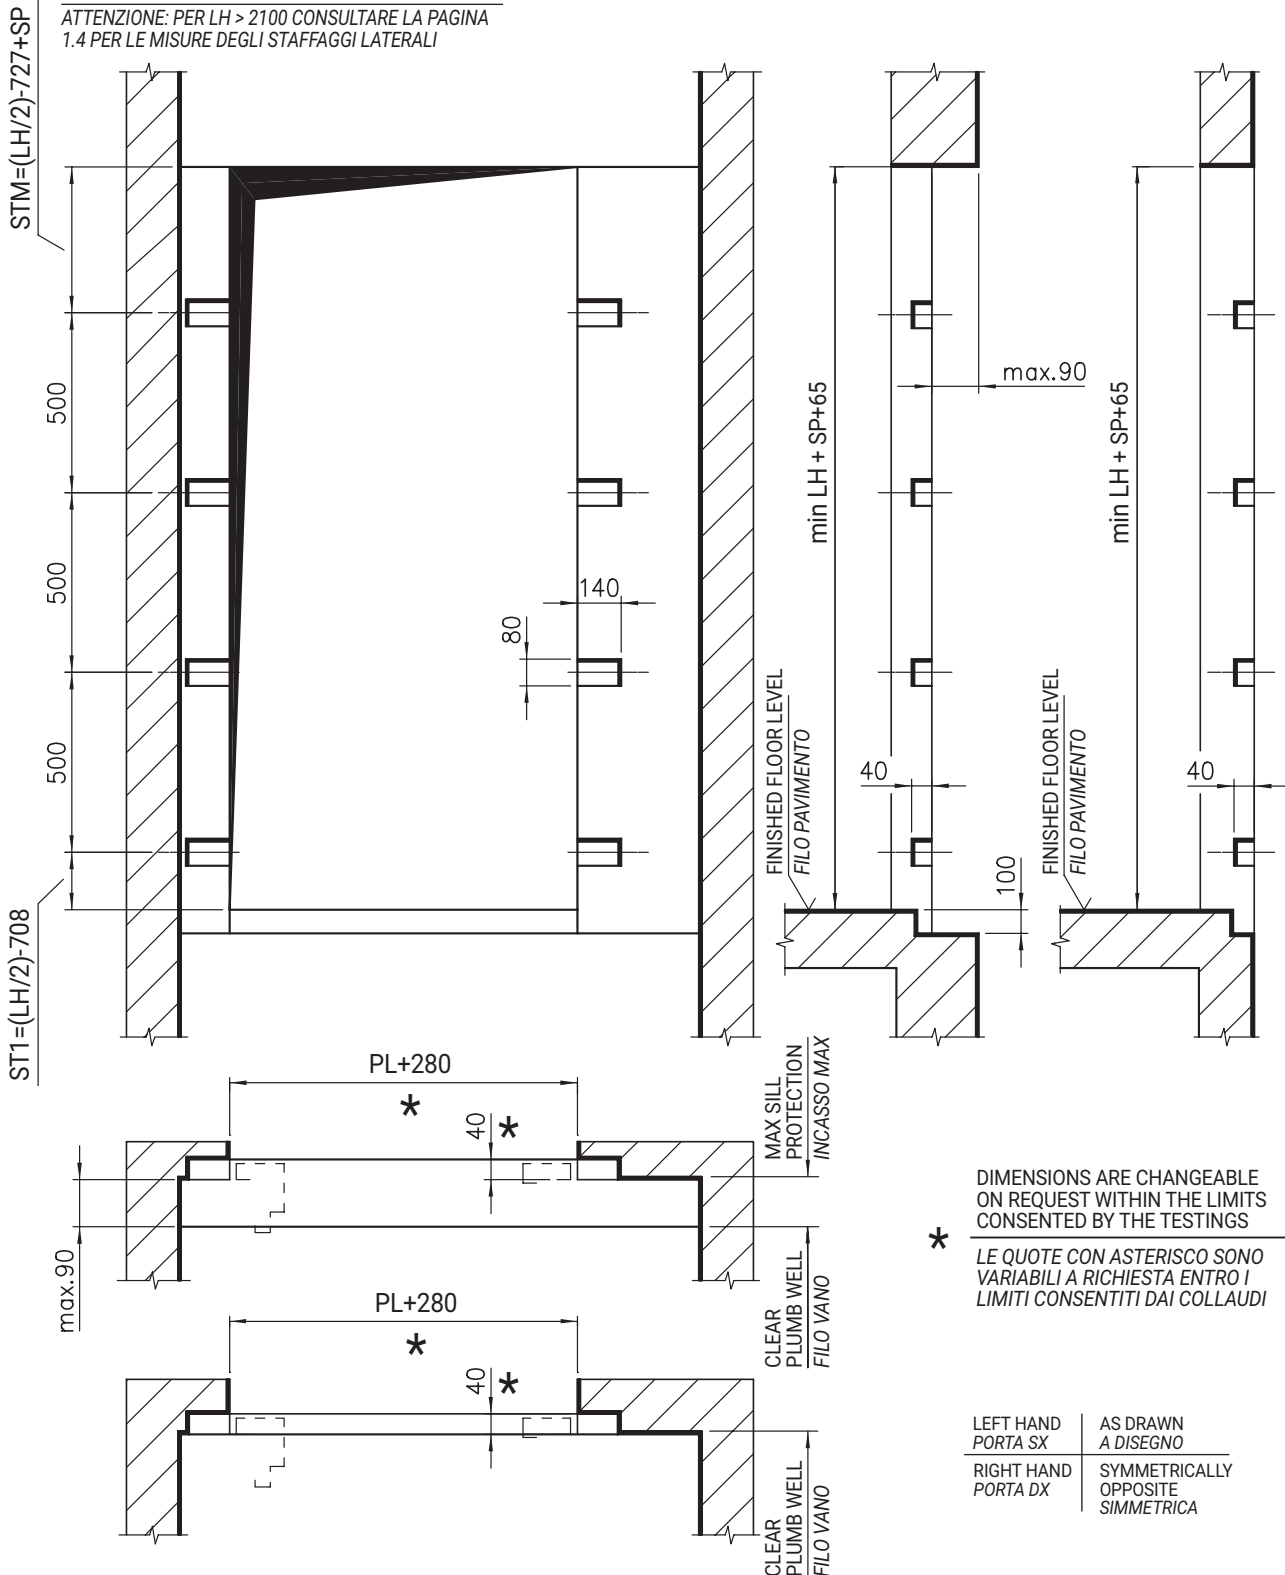 ATTENZIONE: PER LH > 2100 CONSULTARE LA PAGINA
1.4 PER LE MISURE DEGLI STAFFAGGI LATERALI
STM=(LH/2)-727+SP
500
500
500
ST1=(LH/2)-708
140
80
min LH + SP+65
max.90
min LH + SP+65
FINISHED FLOOR LEVEL
FILO PAVIMENTO
40
100
FINISHED FLOOR LEVEL
FILO PAVIMENTO
40
PL+280
*
40
*
MAX SILL
PROTECTION
INCASSO MAX
max.90
CLEAR
PLUMB WELL
FILO VANO
PL+280
*
40
*
CLEAR
PLUMB WELL
FILO VANO
*
DIMENSIONS ARE CHANGEABLE
ON REQUEST WITHIN THE LIMITS
CONSENTED BY THE TESTINGS
LE QUOTE CON ASTERISCO SONO
VARIABILI A RICHIESTA ENTRO I
LIMITI CONSENTITI DAI COLLAUDI
LEFT HAND
PORTA SX
AS DRAWN
A DISEGNO
RIGHT HAND
PORTA DX
SYMMETRICALLY
OPPOSITE
SIMMETRICA